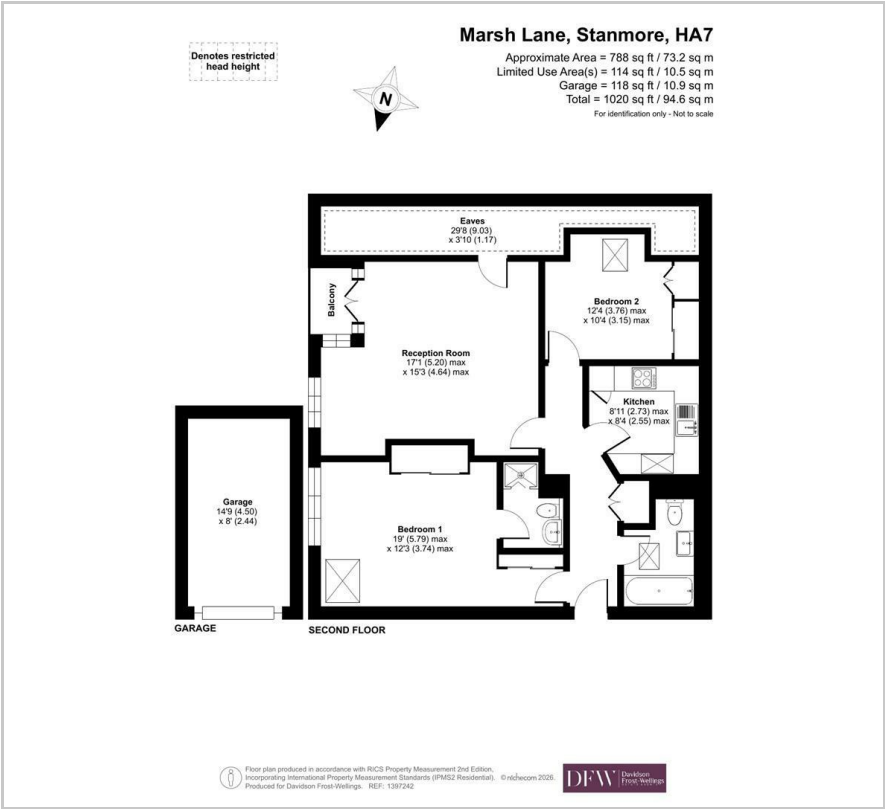 Marsh Lane, Stanmore, HA7
Approximate Area = 788 sq ft / 73.2 sq m
Limited Use Area(s) = 114 sq ft / 10.5 sq m
Garage = 118 sq ft / 10.9 sq m
Total = 1020 sq ft / 94.6 sq m
For identification only - Not to scale
Denotes restricted
head height
N
Eaves
29'8 (9.03)
x 3'10 (1.17)
Balcony
Bedroom 2
12'4 (3.76) max
x 10'4 (3.15) max
Reception Room
17'1 (5.20) max
x 15'3 (4.64) max
Kitchen
8'11 (2.73) max
x 8'4 (2.55) max
Garage
14'9 (4.50)
x 8' (2.44)
Bedroom 1
19' (5.79) max
x 12'3 (3.74) max
GARAGE
SECOND FLOOR
Floor plan produced in accordance with RICS Property Measurement 2nd Edition,
Incorporating International Property Measurement Standards (IPMS2 Residential). © nichecom 2026.
Produced for Davidson Frost-Wellings. REF: 1397242
DFW
Davidson
Frost-Wellings